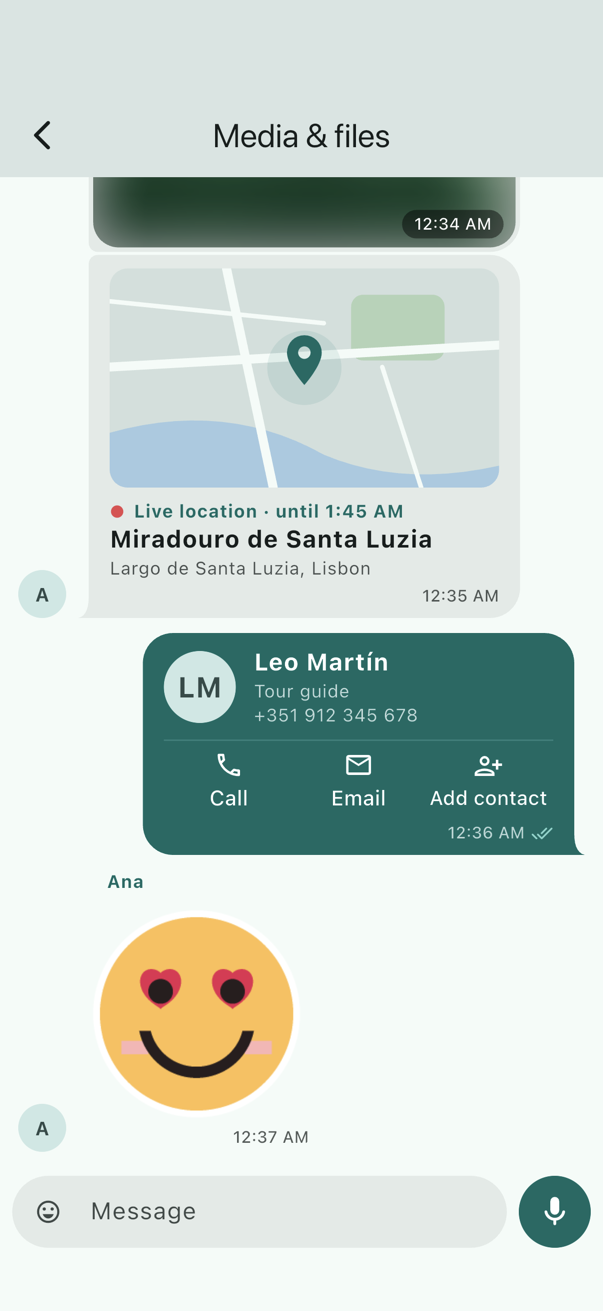 Media & files
12:34 AM
Live location · until 1:45 AM
Miradouro de Santa Luzia
Largo de Santa Luzia, Lisbon
12:35 AM
A
LM
Leo Martín
Tour guide
+351 912 345 678
Call
Email
Add contact
12:36 AM
Ana
A
12:37 AM
Message